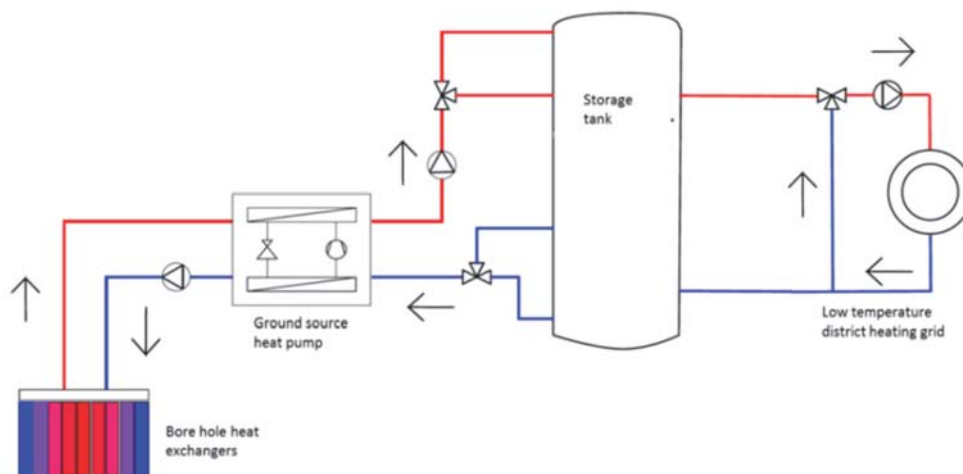 Storage
tank
Ground source
heat pump
Low temperature
district heating grid
Bore hole heat
exchangers